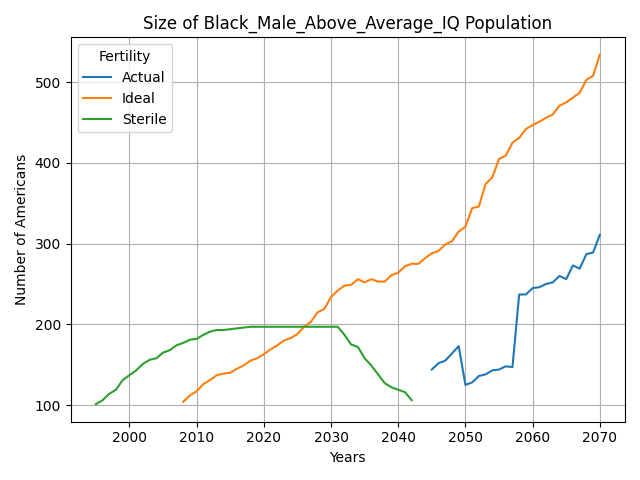 Size of Black_Male_Above_Average_IQ Population
Fertility
Actual
Ideal
Sterile
Number of Americans
500
400
300
200
100
2000 2010 2020 2030 2040 2050 2060 2070
Years